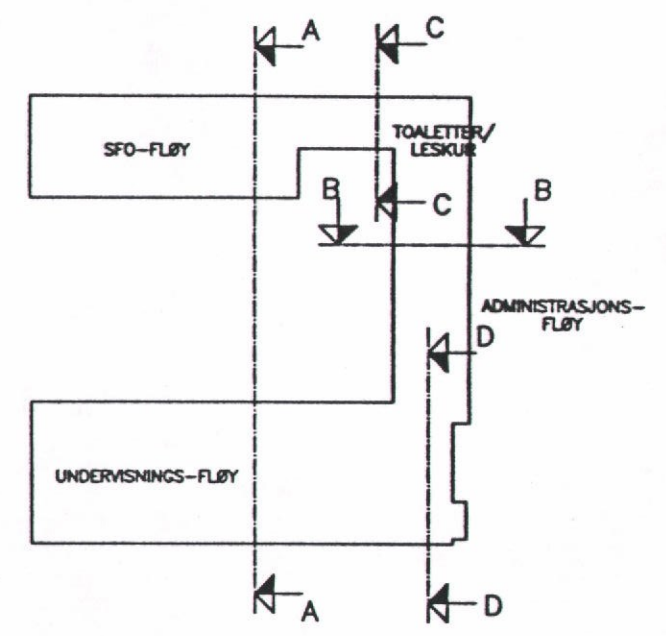 A
C
SFO-FLØY
TOALETTER/
LESKUR
B
C
B
ADMINISTRASJONS-
FLØY
D
UNDERVISNINGS-FLØY
A
D